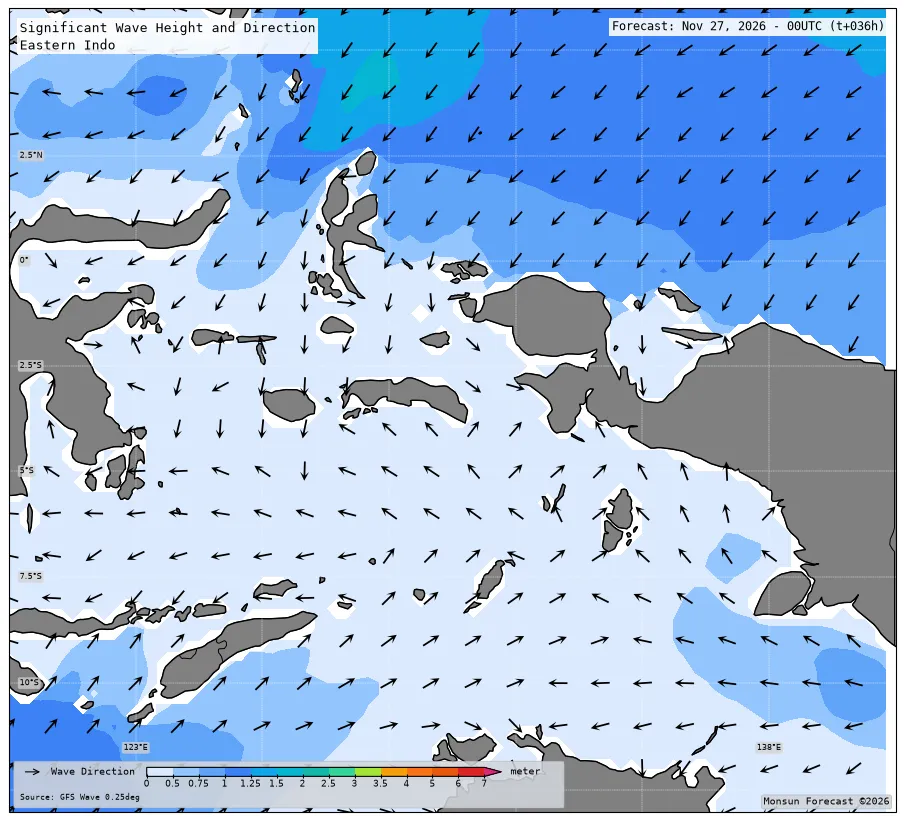 Significant Wave Height and Direction
Eastern Indo
Forecast: Nov 27, 2026 - 00UTC (t+036h)
2.5°N
0°
2.5°S
5°S
7.5°S
10°S
123°E
138°E
Wave Direction
meter
0 0.5 0.75 1 1.25 1.5 2 2.5 3 3.5 4 5 6 7
Source: GFS Wave 0.25deg
Monsun Forecast ©2026